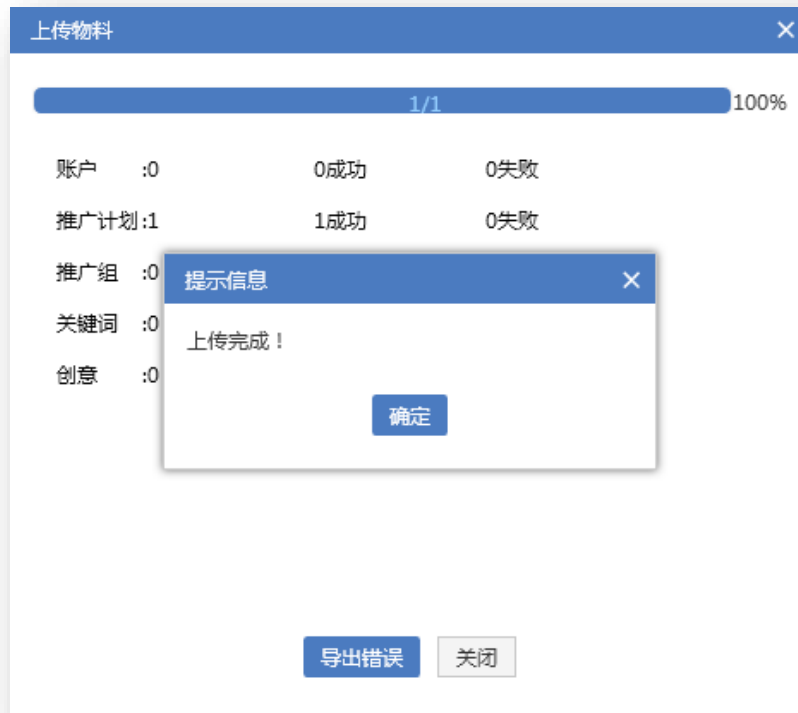 上传物料
1/1 100%
账户 :0 0成功 0失败
推广计划:1 1成功 0失败
推广组 :0
关键词 :0
创意 :0
提示信息
上传完成！
确定
导出错误 关闭